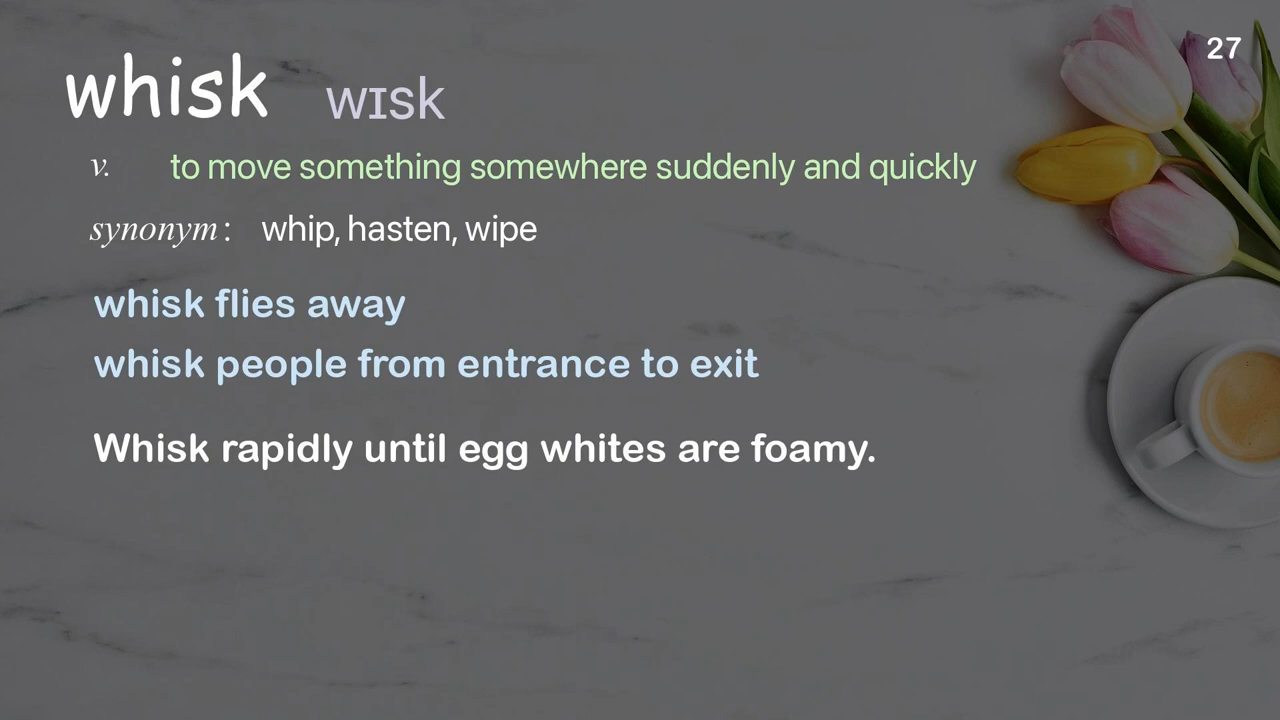 27
whisk wɪsk
v. to move something somewhere suddenly and quickly
synonym: whip, hasten, wipe
whisk flies away
whisk people from entrance to exit
Whisk rapidly until egg whites are foamy.